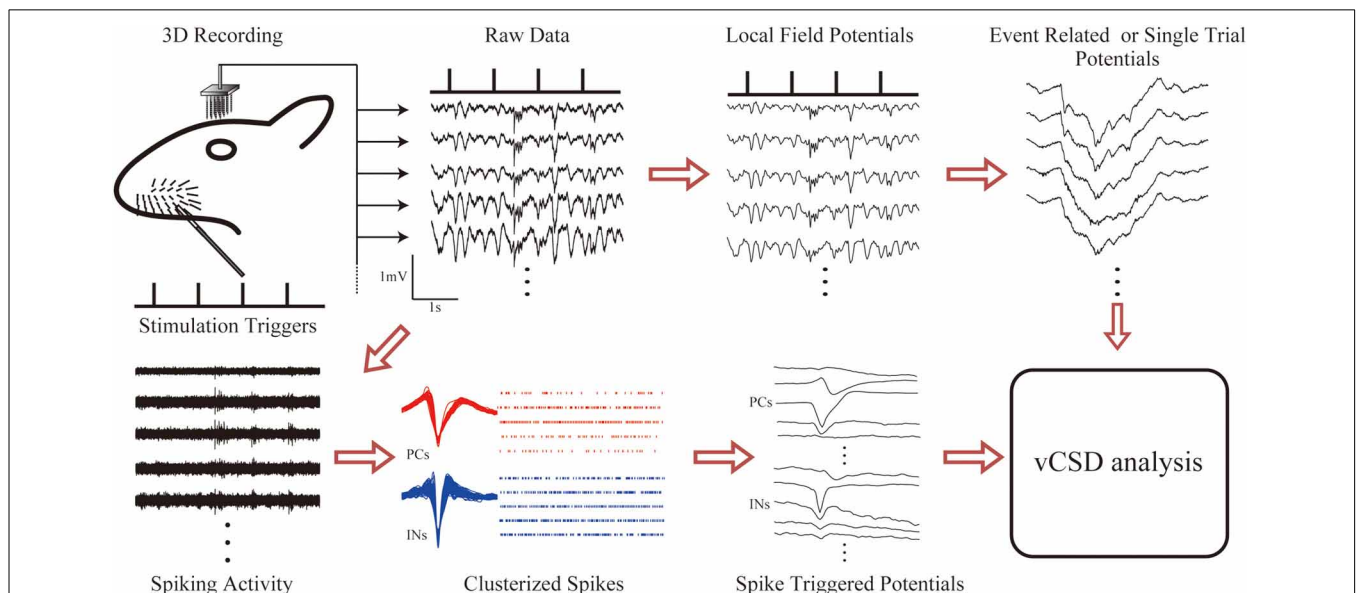 3D Recording
Raw Data
Local Field Potentials
Event Related or Single Trial
Potentials
1mV
1s
Stimulation Triggers
PCs
INs
PCs
INs
vCSD analysis
Spiking Activity
Clusterized Spikes
Spike Triggered Potentials